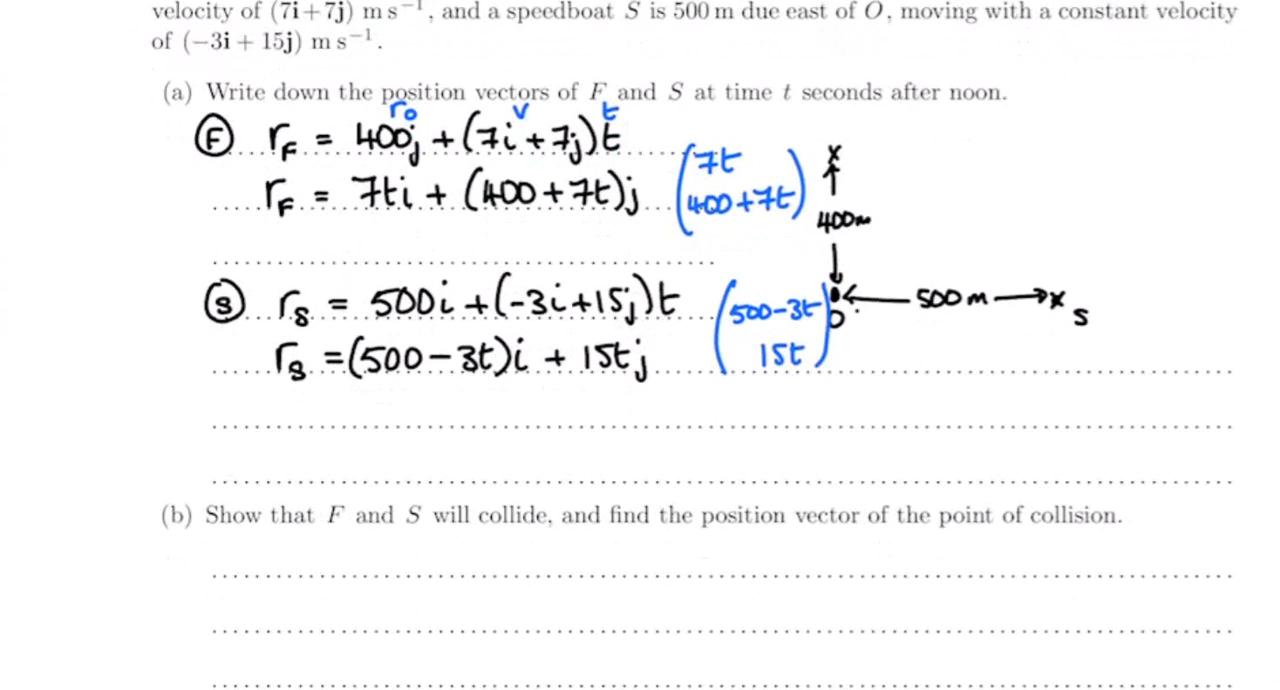 velocity of (7i+7j) m s⁻¹, and a speedboat S is 500 m due east of O, moving with a constant velocity
of (−3i + 15j) m s⁻¹.
(a) Write down the position vectors of F and S at time t seconds after noon.
r₀ v t
Ⓕ r_F = 400j + (7i + 7j)t
r_F = 7ti + (400+7t)j (7t
400+7t)
x
400m
Ⓢ r_s = 500i + (-3i+15j)t (500-3t
15t)
O 500m x s
r_s = (500-3t)i + 15tj
(b) Show that F and S will collide, and find the position vector of the point of collision.